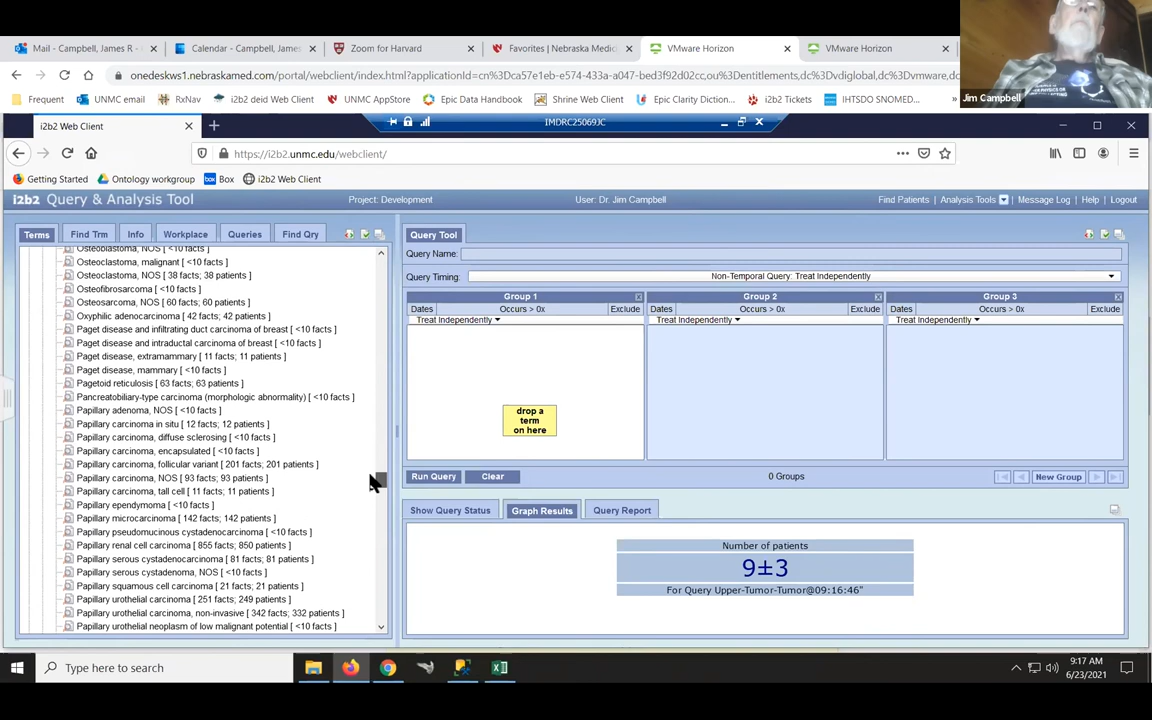 Mail - Campbell, James R -
Calendar - Campbell, James
Zoom for Harvard
Favorites | Nebraska Medic
VMware Horizon
VMware Horizon
onedeskws1.nebraskamed.com/portal/webclient/index.html?applicationId=cn%3Dca57e1eb-e574-433a-a047-bed3f92d02cc,ou%3Dentitlements,dc%3Dvdiglobal,dc%3Dvmware,dc%
Frequent
UNMC email
RxNav
i2b2 deid Web Client
UNMC AppStore
Epic Data Handbook
Shrine Web Client
Epic Clarity Diction...
i2b2 Tickets
IHTSDO SNOMED...
Jim Campbell
i2b2 Web Client
IMDRC25069JC
https://i2b2.unmc.edu/webclient/
Getting Started
Ontology workgroup
box Box
i2b2 Web Client
i2b2 Query & Analysis Tool
Project: Development
User: Dr. Jim Campbell
Find Patients | Analysis Tools | Message Log | Help | Logout
Terms
Find Trm
Info
Workplace
Queries
Find Qry
Osteoblastoma, NOS [ <10 facts ]
Osteoclastoma, malignant [ <10 facts ]
Osteoclastoma, NOS [ 38 facts; 38 patients ]
Osteofibrosarcoma [ <10 facts ]
Osteosarcoma, NOS [ 60 facts; 60 patients ]
Oxyphilic adenocarcinoma [ 42 facts; 42 patients ]
Paget disease and infiltrating duct carcinoma of breast [ <10 facts ]
Paget disease and intraductal carcinoma of breast [ <10 facts ]
Paget disease, extramammary [ 11 facts; 11 patients ]
Paget disease, mammary [ <10 facts ]
Pagetoid reticulosis [ 63 facts; 63 patients ]
Pancreatobiliary-type carcinoma (morphologic abnormality) [ <10 facts ]
Papillary adenoma, NOS [ <10 facts ]
Papillary carcinoma in situ [ 12 facts; 12 patients ]
Papillary carcinoma, diffuse sclerosing [ <10 facts ]
Papillary carcinoma, encapsulated [ <10 facts ]
Papillary carcinoma, follicular variant [ 201 facts; 201 patients ]
Papillary carcinoma, NOS [ 93 facts; 93 patients ]
Papillary carcinoma, tall cell [ 11 facts; 11 patients ]
Papillary ependymoma [ <10 facts ]
Papillary microcarcinoma [ 142 facts; 142 patients ]
Papillary pseudomucinous cystadenocarcinoma [ <10 facts ]
Papillary renal cell carcinoma [ 855 facts; 850 patients ]
Papillary serous cystadenocarcinoma [ 81 facts; 81 patients ]
Papillary serous cystadenoma, NOS [ <10 facts ]
Papillary squamous cell carcinoma [ 21 facts; 21 patients ]
Papillary urothelial carcinoma [ 251 facts; 249 patients ]
Papillary urothelial carcinoma, non-invasive [ 342 facts; 332 patients ]
Papillary urothelial neoplasm of low malignant potential [ <10 facts ]
Query Tool
Query Name:
Query Timing:
Non-Temporal Query: Treat Independently
Group 1
Group 2
Group 3
Dates
Occurs > 0x
Exclude
Dates
Occurs > 0x
Exclude
Dates
Occurs > 0x
Exclude
Treat Independently
Treat Independently
Treat Independently
drop a
term
on here
Run Query
Clear
0 Groups
New Group
Show Query Status
Graph Results
Query Report
Number of patients
9±3
For Query Upper-Tumor-Tumor@09:16:46"
Type here to search
9:17 AM
6/23/2021